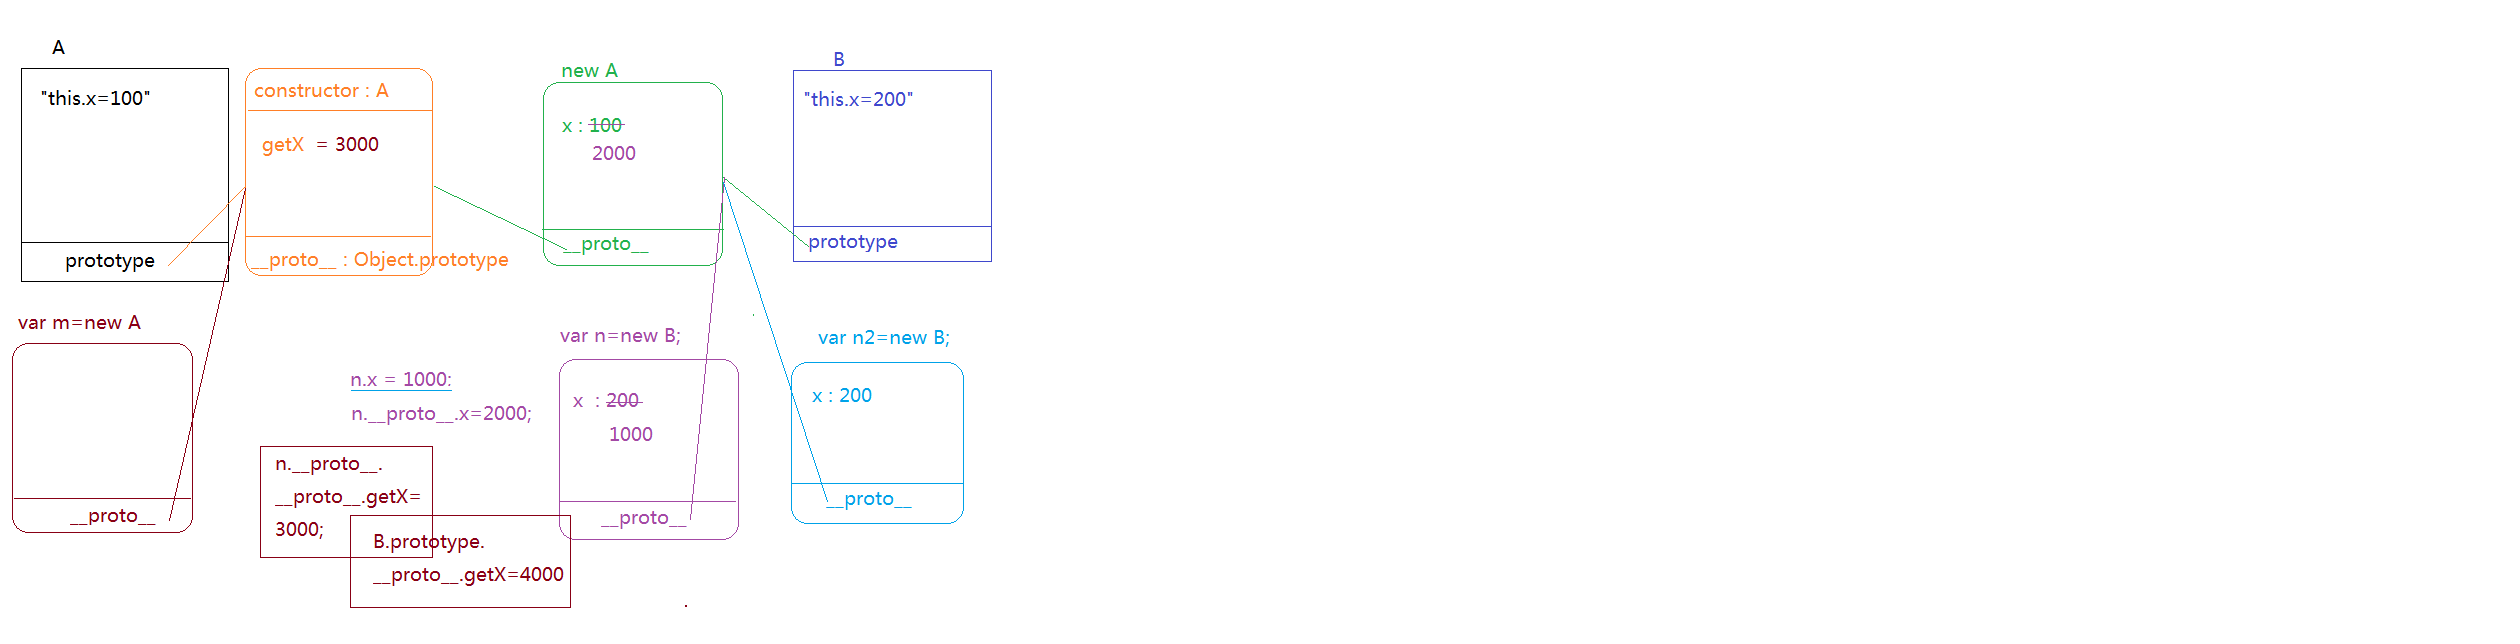 A
"this.x=100"
prototype
constructor : A
getX = 3000
__proto__ : Object.prototype
new A
x : 100
2000
__proto__
B
"this.x=200"
prototype
var m=new A
__proto__
n.x = 1000:
n.__proto__.x=2000;
n.__proto__.
__proto__.getX=
3000;
B.prototype.
__proto__.getX=4000
var n=new B;
x : 200
1000
__proto__
var n2=new B;
x : 200
__proto__